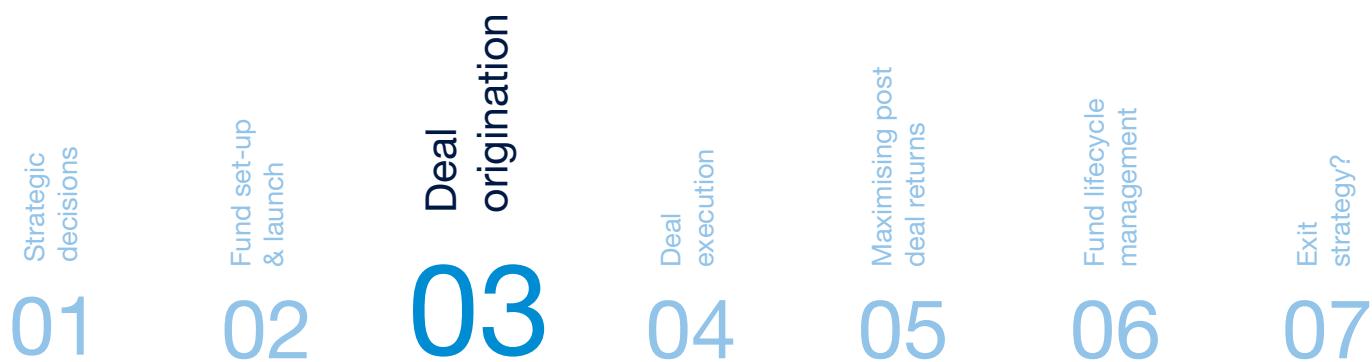 Strategic
decisions
01
Fund set-up
& launch
02
Deal
origination
03
Deal
execution
04
Maximising post
deal returns
05
Fund lifecycle
management
06
Exit
strategy?
07